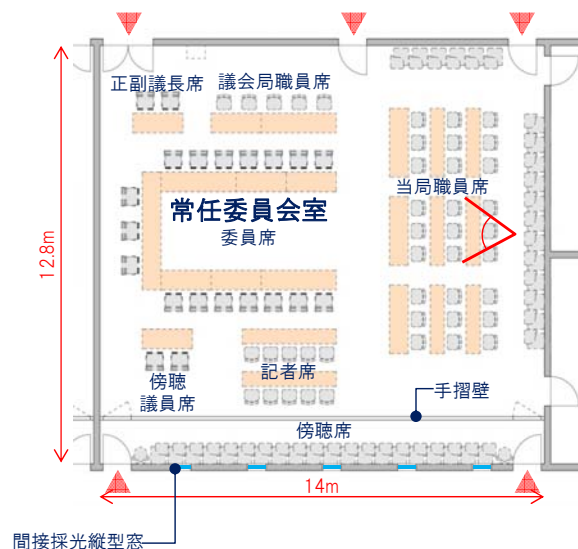 正副議長席
議会局職員席
常任委員会室
委員席
当局職員席
12.8m
傍聴
議員席
記者席
手摺壁
傍聴席
14m
間接採光縦型窓